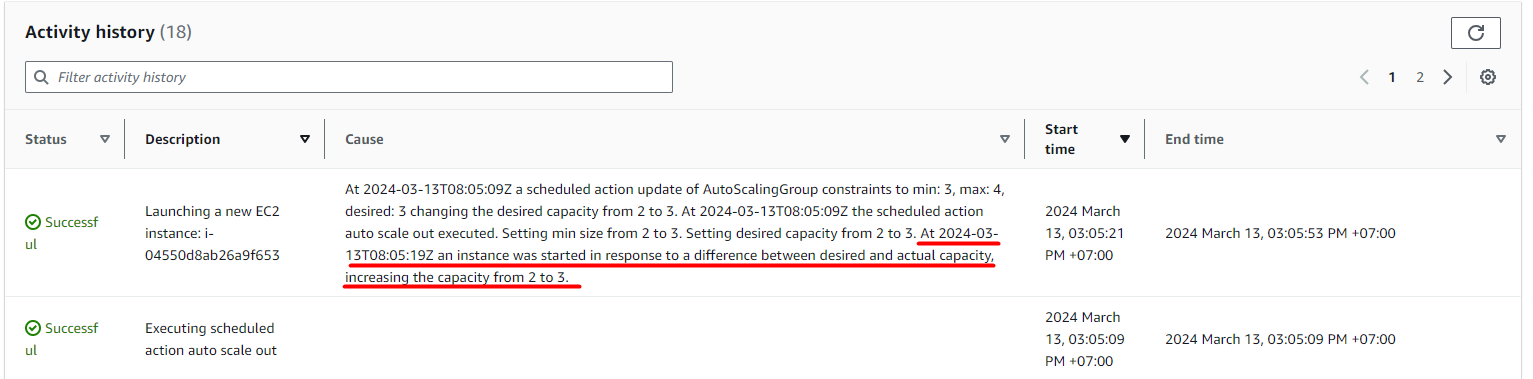 Activity history (18)
Filter activity history
1 2
Status Description Cause Start time End time
Successf
ul
Launching a new EC2
instance: i-
04550d8ab26a9f653
At 2024-03-13T08:05:09Z a scheduled action update of AutoScalingGroup constraints to min: 3, max: 4,
desired: 3 changing the desired capacity from 2 to 3. At 2024-03-13T08:05:09Z the scheduled action
auto scale out executed. Setting min size from 2 to 3. Setting desired capacity from 2 to 3. At 2024-03-
13T08:05:19Z an instance was started in response to a difference between desired and actual capacity,
increasing the capacity from 2 to 3.
2024 March
13, 03:05:21
PM +07:00
2024 March 13, 03:05:53 PM +07:00
Successf
ul
Executing scheduled
action auto scale out
2024 March
13, 03:05:09
PM +07:00
2024 March 13, 03:05:09 PM +07:00